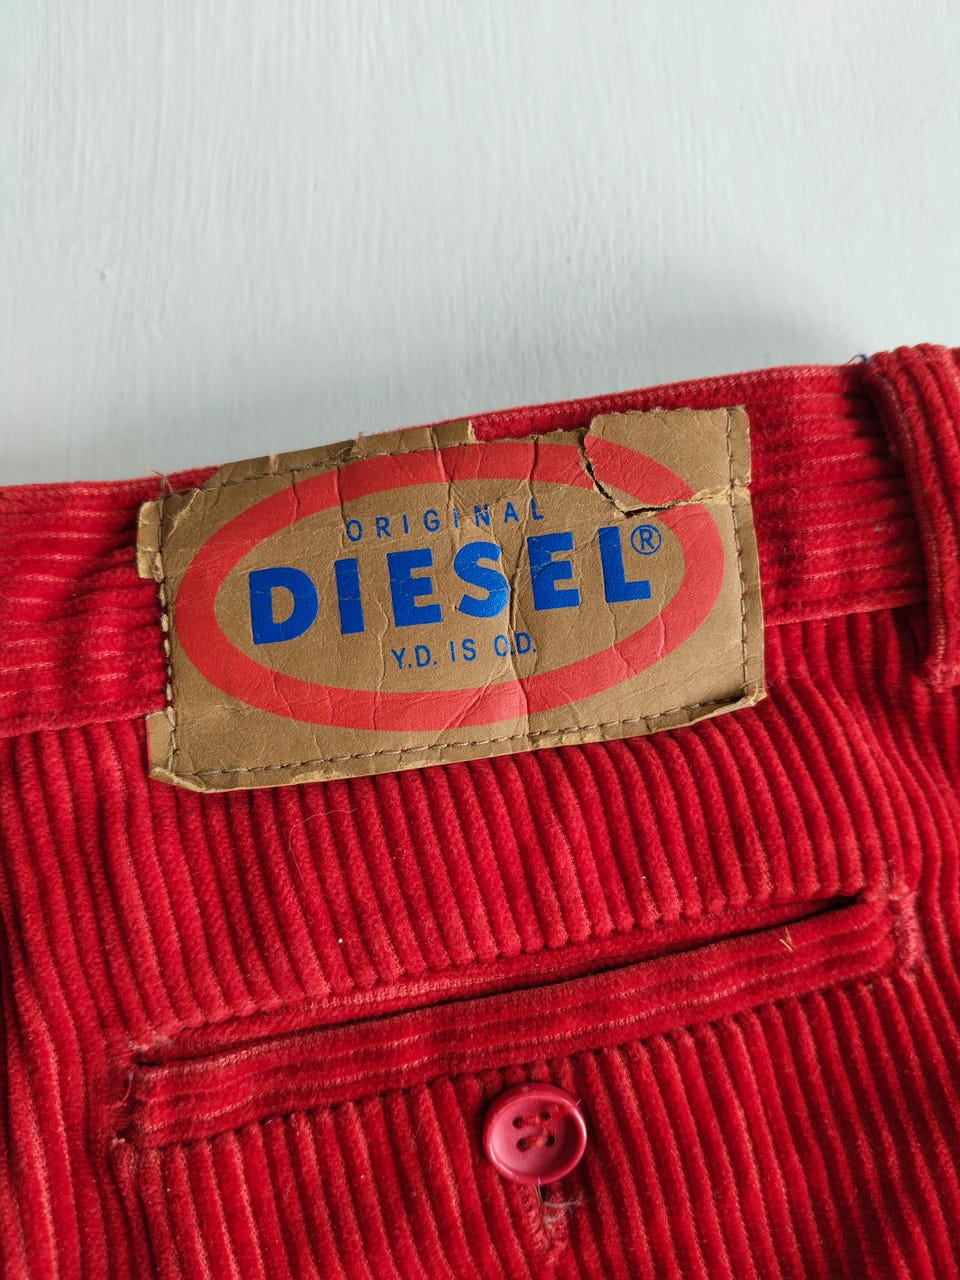 ORIGINAL
DIESEL®
Y.D. IS O.D.